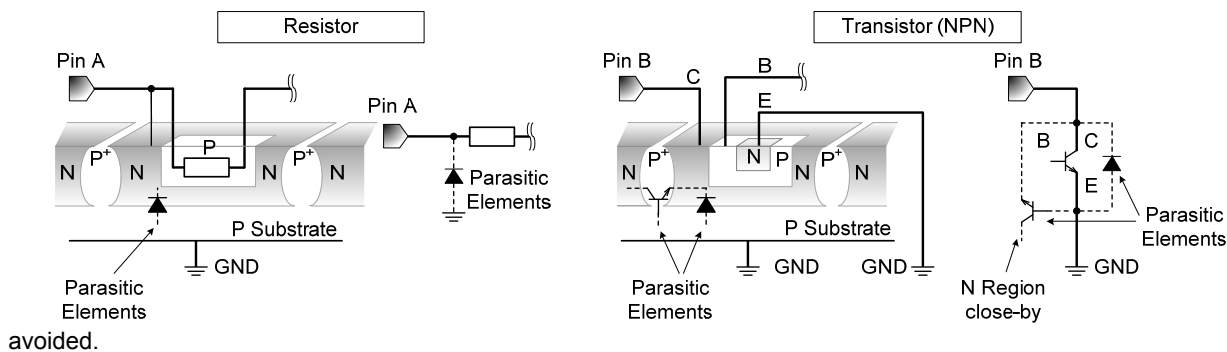 Resistor
Transistor (NPN)
Pin A
Pin B
Pin B
C
B
E
Pin A
N
P+
N
P
N
P+
N
Parasitic
Elements
P Substrate
GND
Parasitic
Elements
N
P+
N
N
P
N
P+
N
P Substrate
GND
GND
Parasitic
Elements
B
C
E
Parasitic
Elements
GND
N Region
close-by
avoided.